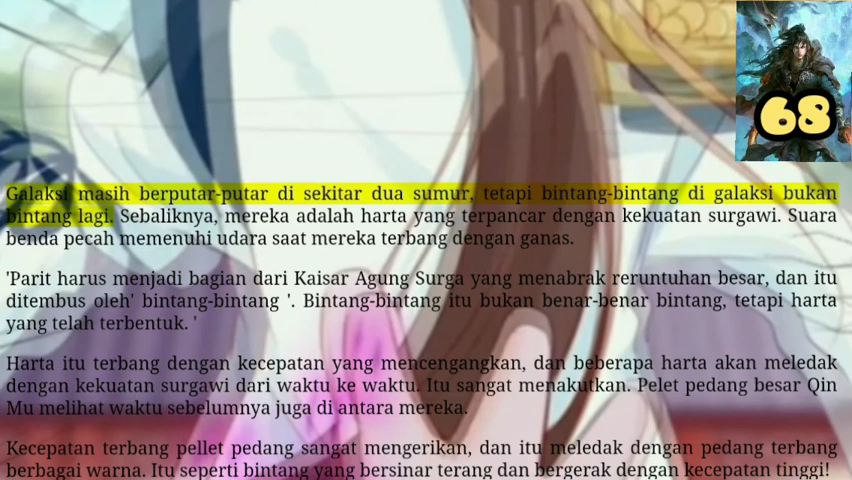 68
Galaksi masih berputar-putar di sekitar dua sumur, tetapi bintang-bintang di galaksi bukan
bintang lagi. Sebaliknya, mereka adalah harta yang terpancar dengan kekuatan surgawi. Suara
benda pecah memenuhi udara saat mereka terbang dengan ganas.
'Parit harus menjadi bagian dari Kaisar Agung Surga yang menabrak reruntuhan besar, dan itu
ditembus oleh' bintang-bintang '. Bintang-bintang itu bukan benar-benar bintang, tetapi harta
yang telah terbentuk. '
Harta itu terbang dengan kecepatan yang mencengangkan, dan beberapa harta akan meledak
dengan kekuatan surgawi dari waktu ke waktu. Itu sangat menakutkan. Pelet pedang besar Qin
Mu melihat waktu sebelumnya juga di antara mereka.
Kecepatan terbang pellet pedang sangat mengerikan, dan itu meledak dengan pedang terbang
berbagai warna. Itu seperti bintang yang bersinar terang dan bergerak dengan kecepatan tinggi!